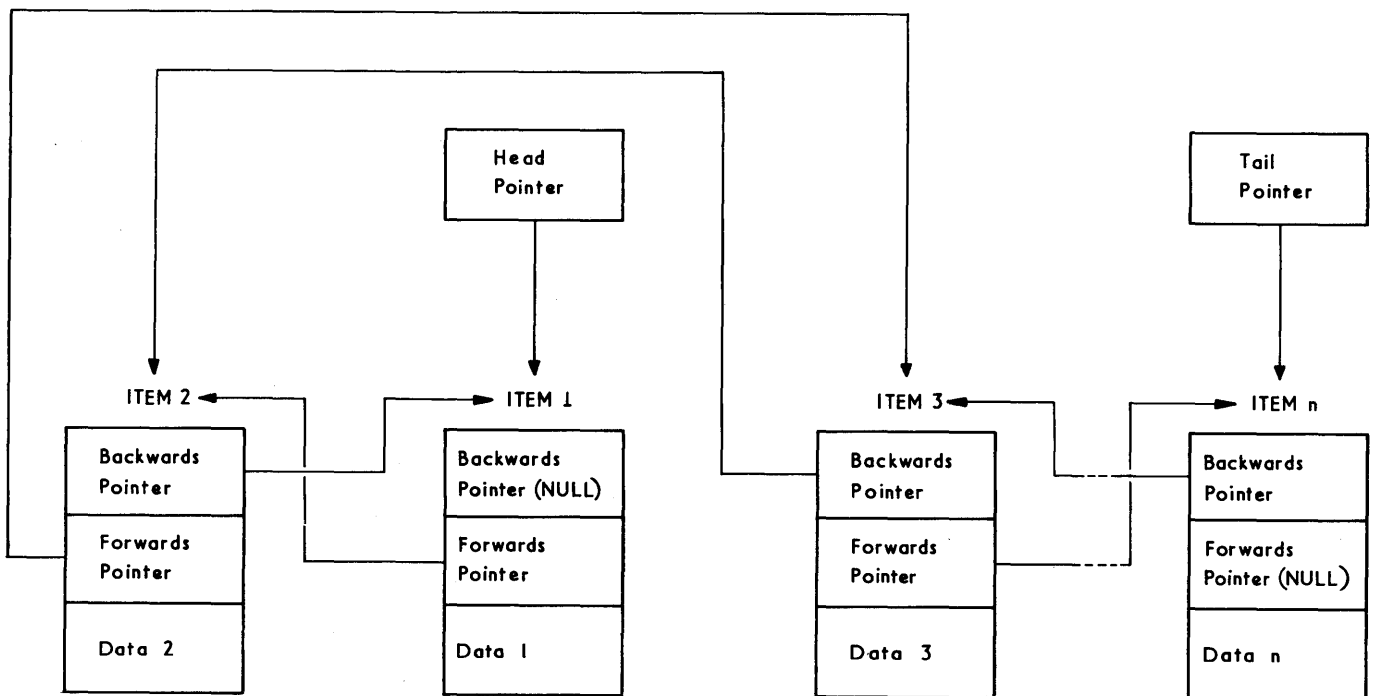 Head
Pointer
Tail
Pointer
ITEM 2
ITEM 1
ITEM 3
ITEM n
Backwards
Pointer
Forwards
Pointer
Data 2
Backwards
Pointer (NULL)
Forwards
Pointer
Data 1
Backwards
Pointer
Forwards
Pointer
Data 3
Backwards
Pointer
Forwards
Pointer (NULL)
Data n